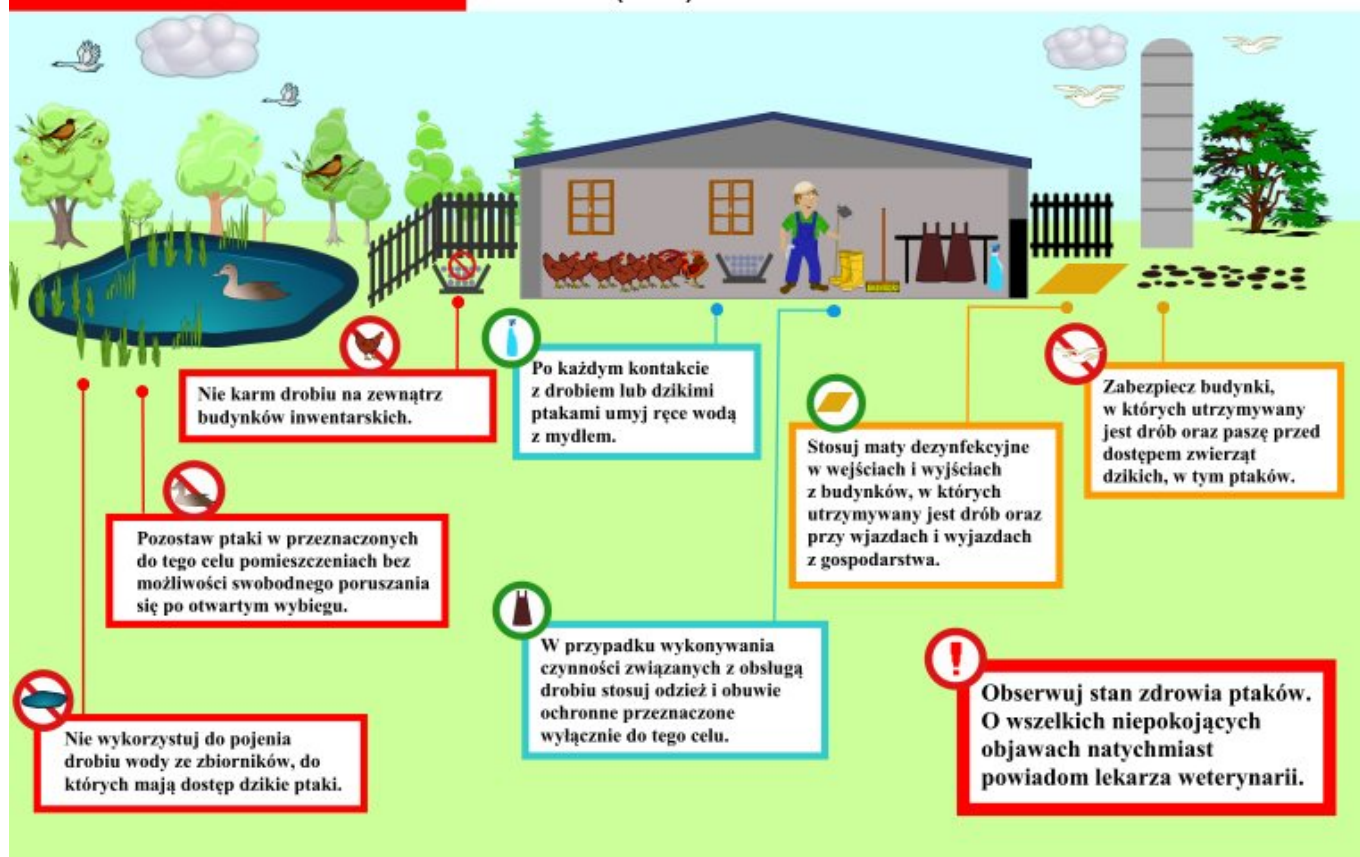 Nie karm drobiu na zewnątrz
budynków inwentarskich.
Po każdym kontakcie
z drobiem lub dzikimi
ptakami umyj ręce wodą
z mydłem.
Stosuj maty dezynfekcyjne
w wejściach i wyjściach
z budynków, w których
utrzymywany jest drób oraz
przy wjazdach i wyjazdach
z gospodarstwa.
Zabezpiecz budynki,
w których utrzymywany
jest drób oraz paszę przed
dostępem zwierząt
dzikich, w tym ptaków.
Pozostaw ptaki w przeznaczonych
do tego celu pomieszczeniach bez
możliwości swobodnego poruszania
się po otwartym wybiegu.
W przypadku wykonywania
czynności związanych z obsługą
drobiu stosuj odzież i obuwie
ochronne przeznaczone
wyłącznie do tego celu.
Nie wykorzystuj do pojenia
drobiu wody ze zbiorników, do
których mają dostęp dzikie ptaki.
Obserwuj stan zdrowia ptaków.
O wszelkich niepokojących
objawach natychmiast
powiadom lekarza weterynarii.